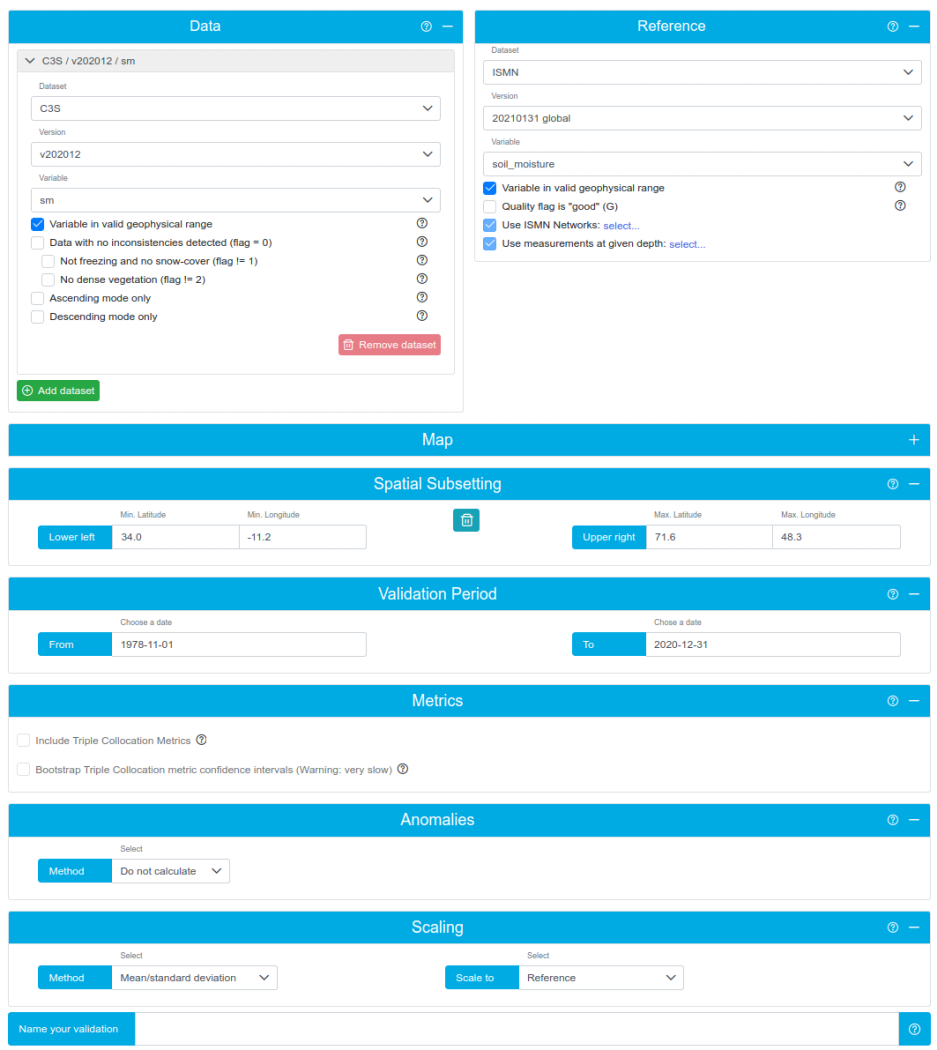 Data
C3S / v202012 / sm
Dataset
C3S
Version
v202012
Variable
sm
Variable in valid geophysical range
Data with no inconsistencies detected (flag = 0)
Not freezing and no snow-cover (flag != 1)
No dense vegetation (flag != 2)
Ascending mode only
Descending mode only
Remove dataset
Add dataset
Reference
Dataset
ISMN
Version
20210131 global
Variable
soil_moisture
Variable in valid geophysical range
Quality flag is "good" (G)
Use ISMN Networks: select...
Use measurements at given depth: select...
Map
Spatial Subsetting
Min. Latitude Min. Longitude Max. Latitude Max. Longitude
Lower left 34.0 -11.2 Upper right 71.6 48.3
Validation Period
Choose a date Chose a date
From 1978-11-01 To 2020-12-31
Metrics
Include Triple Collocation Metrics
Bootstrap Triple Collocation metric confidence intervals (Warning: very slow)
Anomalies
Select
Method Do not calculate
Scaling
Select Select
Method Mean/standard deviation Scale to Reference
Name your validation